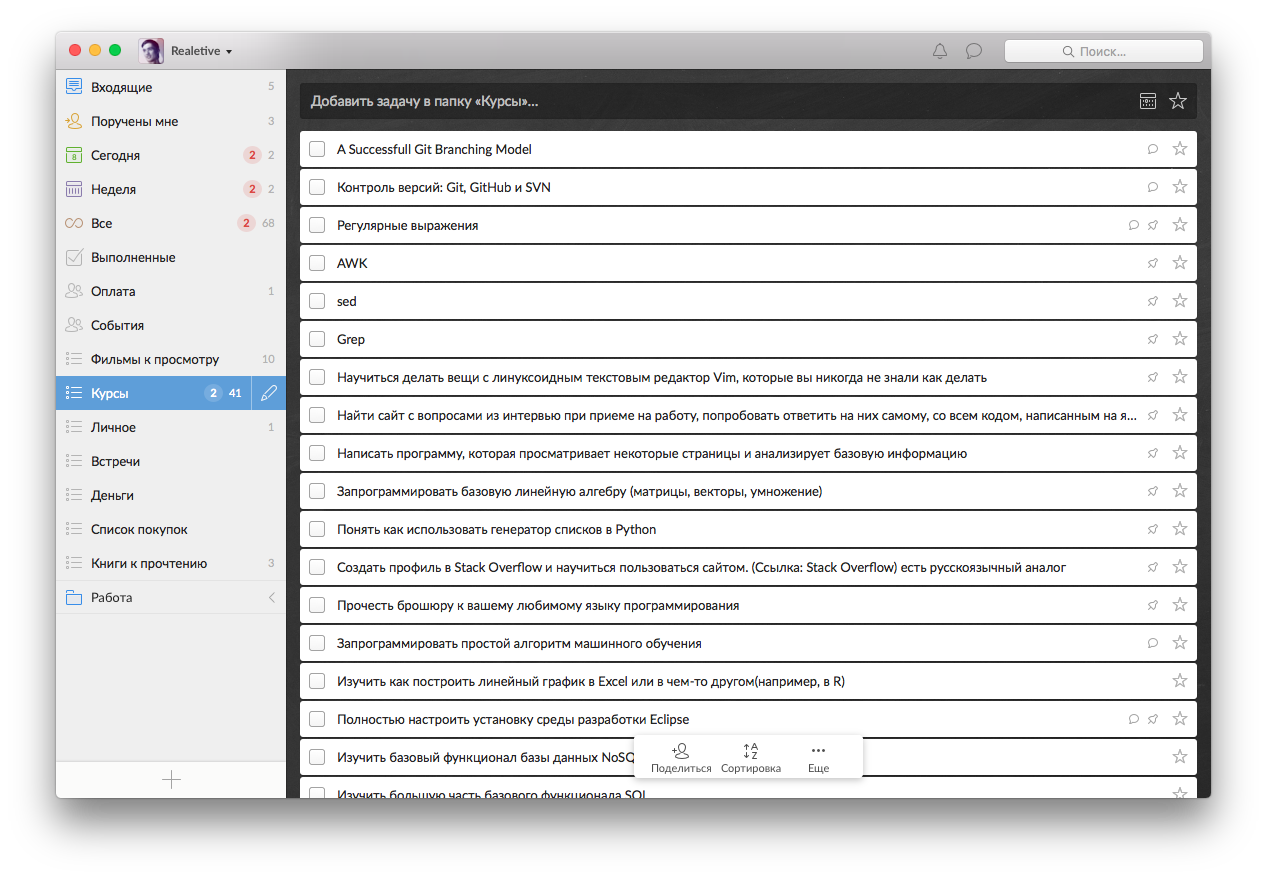 Realetive
Поиск...
Входящие 5
Поручены мне 3
8 Сегодня 2 2
Неделя 2 2
Все 2 68
Выполненные
Оплата 1
События
Фильмы к просмотру 10
Курсы 2 41
Личное 1
Встречи
Деньги
Список покупок
Книги к прочтению 3
Работа
Добавить задачу в папку «Курсы»...
A Successfull Git Branching Model
Контроль версий: Git, GitHub и SVN
Регулярные выражения
AWK
sed
Grep
Научиться делать вещи с линуксоидным текстовым редактор Vim, которые вы никогда не знали как делать
Найти сайт с вопросами из интервью при приеме на работу, попробовать ответить на них самому, со всем кодом, написанным на я...
Написать программу, которая просматривает некоторые страницы и анализирует базовую информацию
Запрограммировать базовую линейную алгебру (матрицы, векторы, умножение)
Понять как использовать генератор списков в Python
Создать профиль в Stack Overflow и научиться пользоваться сайтом. (Ссылка: Stack Overflow) есть русскоязычный аналог
Прочесть брошюру к вашему любимому языку программирования
Запрограммировать простой алгоритм машинного обучения
Изучить как построить линейный график в Excel или в чем-то другом(например, в R)
Полностью настроить установку среды разработки Eclipse
Изучить базовый функционал базы данных NoSQ
Изучить большую часть базового функционала SQL
A
Z
Поделиться Сортировка Еще